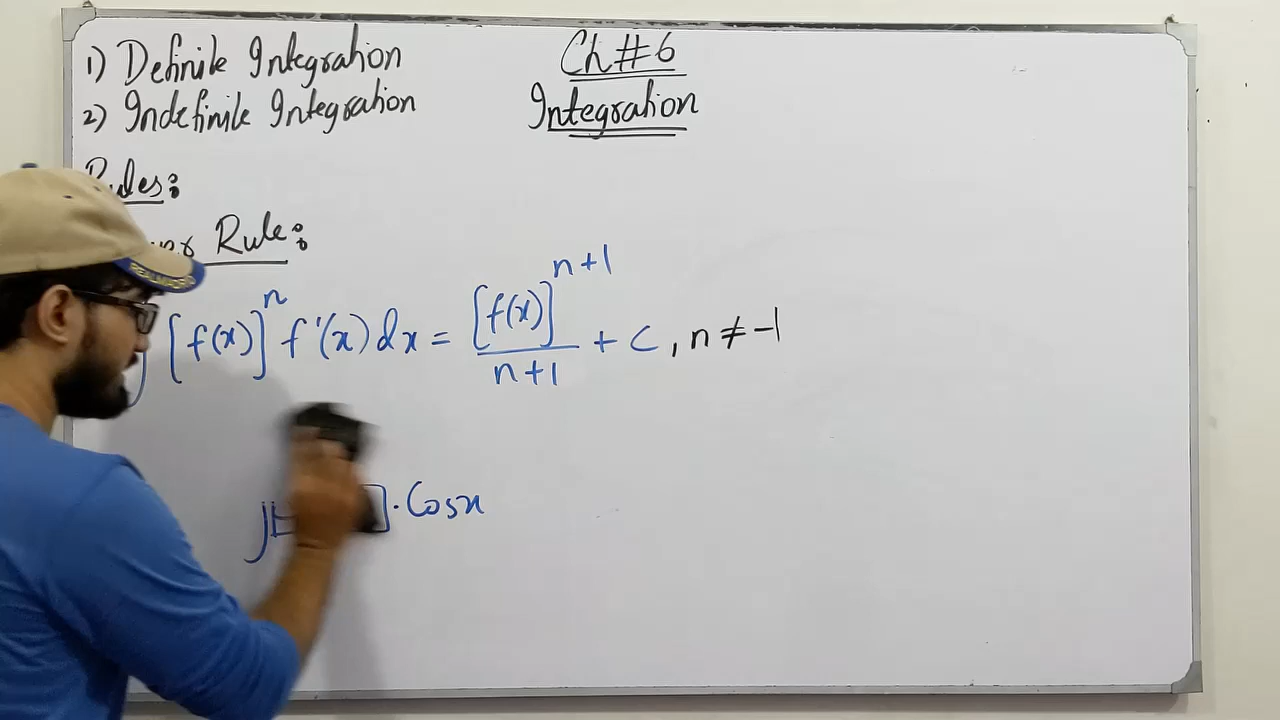 1) Definite Integration
2) Indefinite Integration
Ch#6
Integration
Rules:
Rule:
[f(x)]^n f'(x) dx = [f(x)]^{n+1} / n+1 + c , n ≠ -1
∫[ ] . Cosx